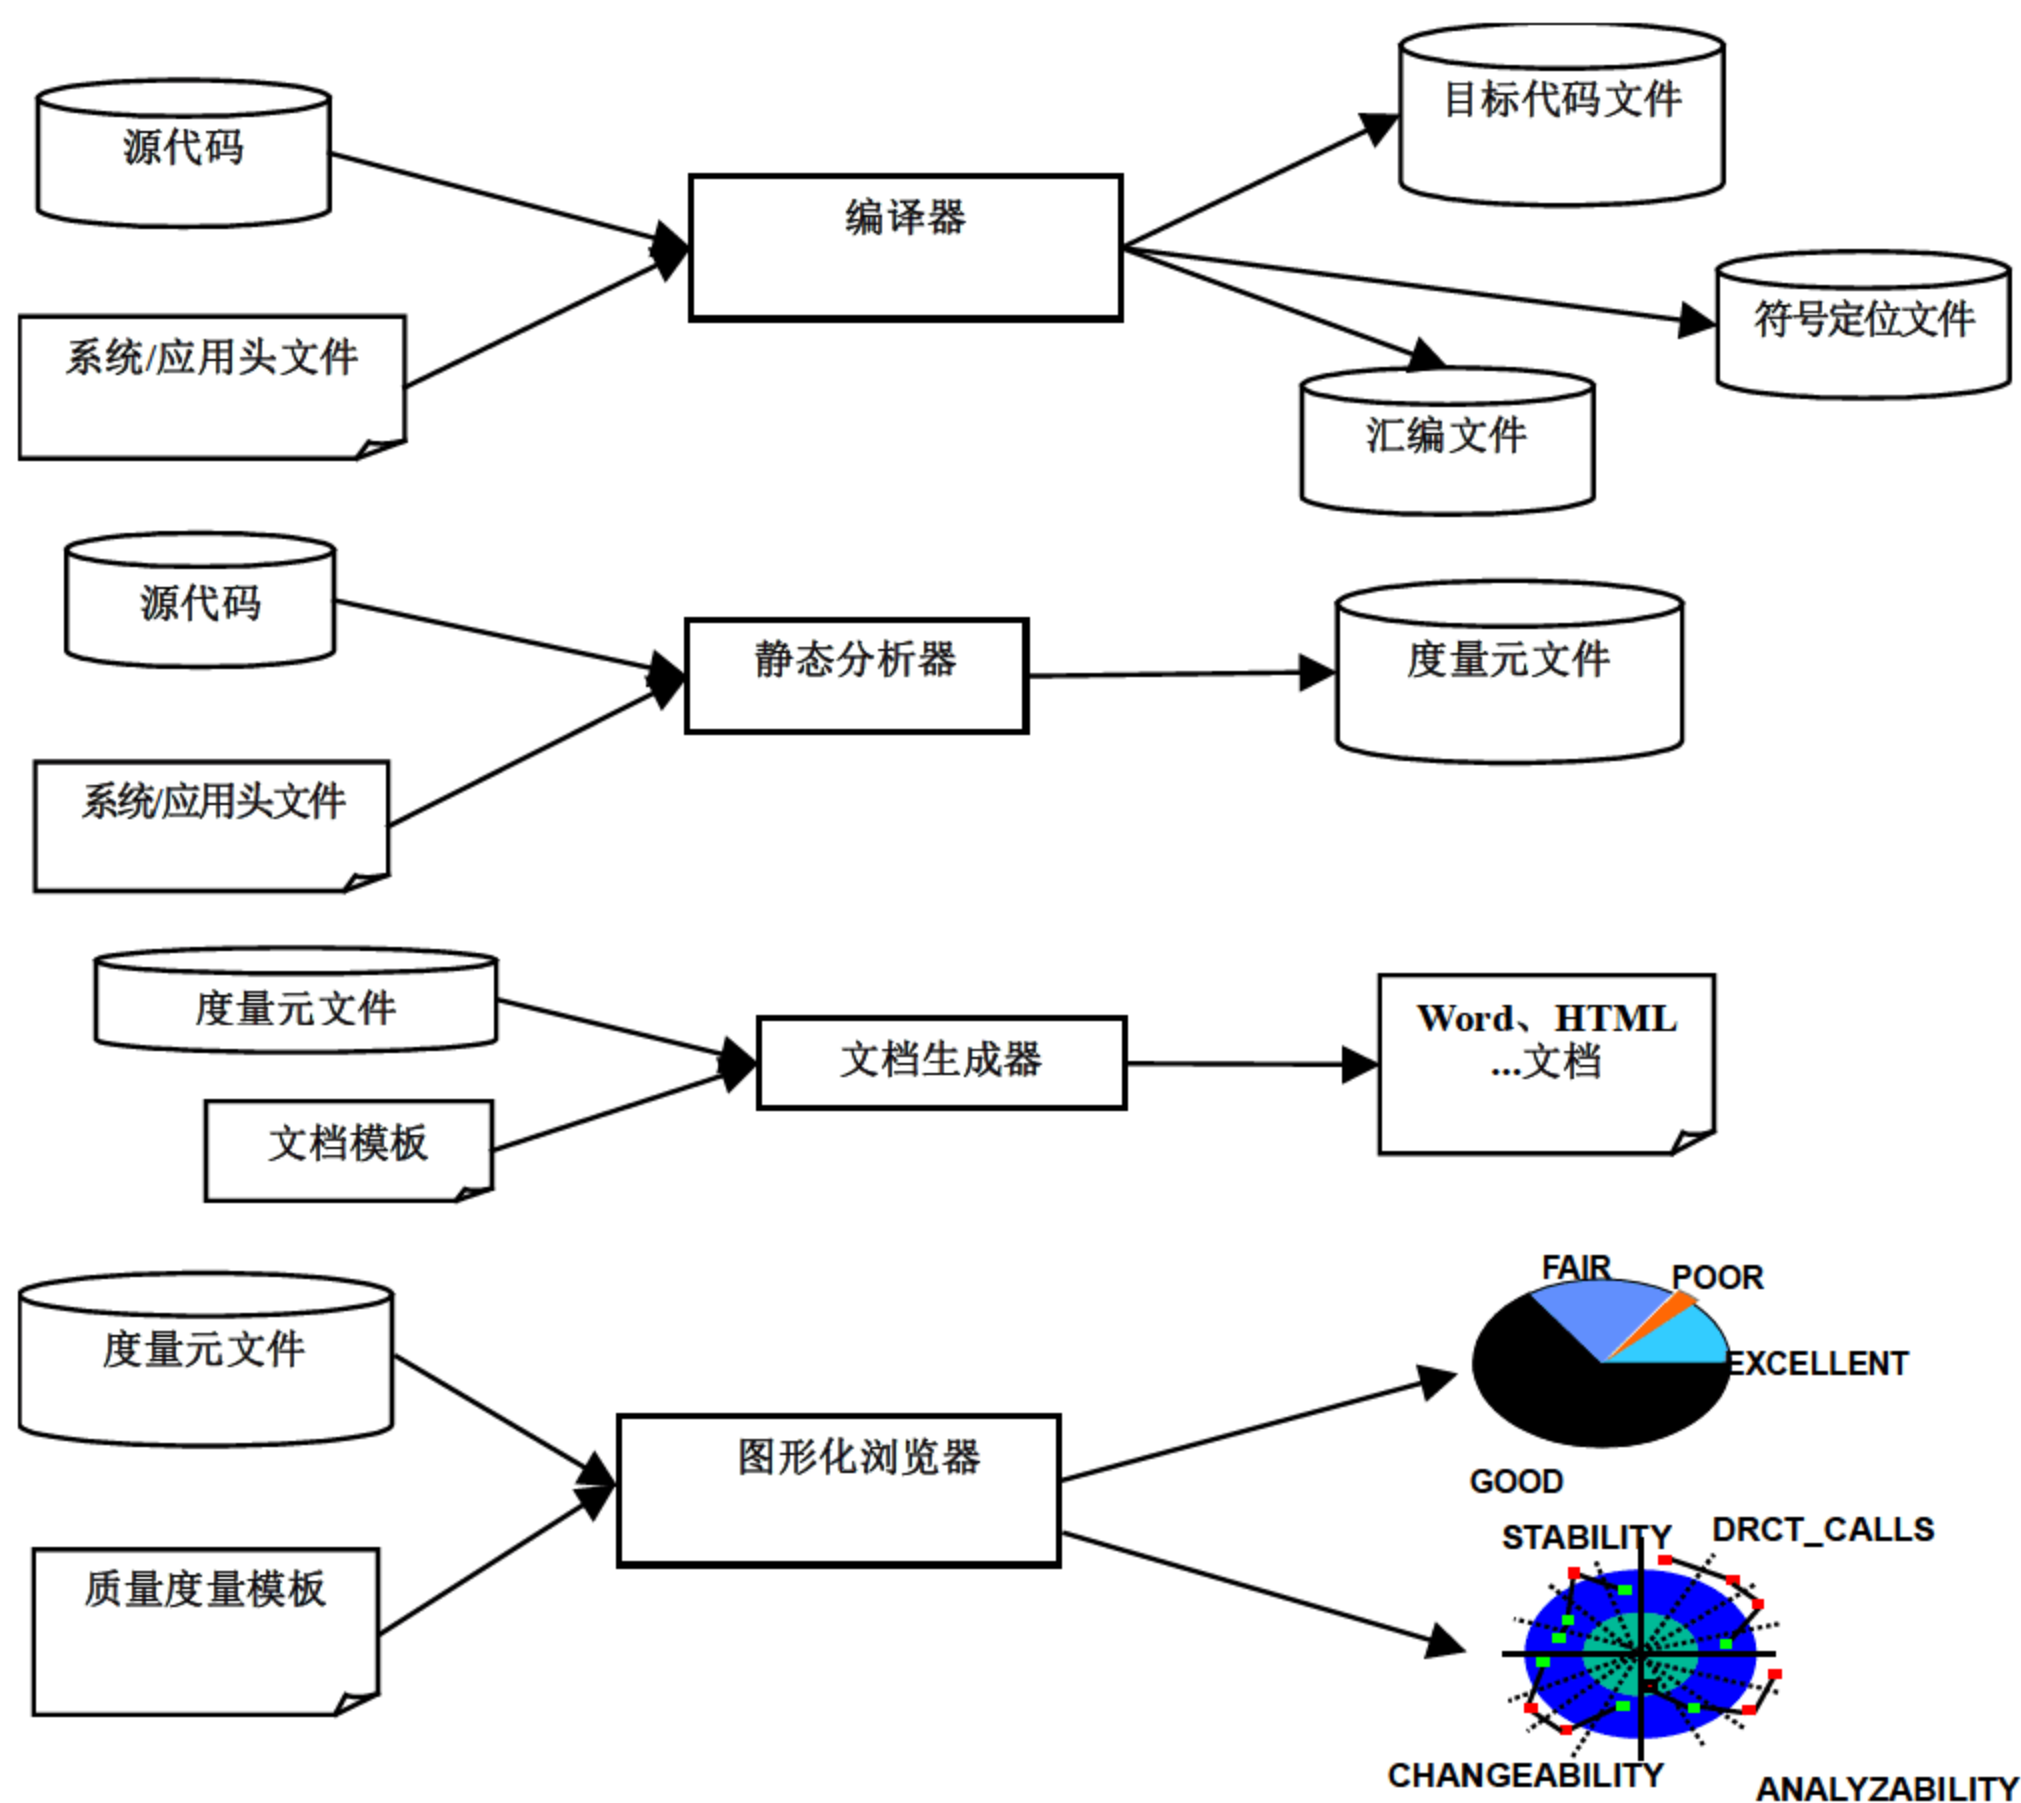 源代码
系统/应用头文件
编译器
目标代码文件
符号定位文件
汇编文件
源代码
系统/应用头文件
静态分析器
度量元文件
度量元文件
文档模板
文档生成器
Word、HTML
...文档
度量元文件
质量度量模板
图形化浏览器
FAIR
POOR
EXCELLENT
GOOD
STABILITY
DRCT_CALLS
CHANGEABILITY
ANALYZABILITY